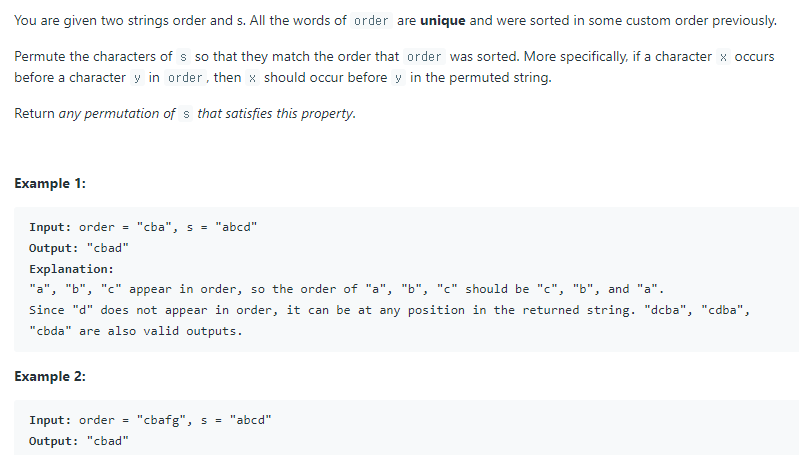 You are given two strings order and s. All the words of order are unique and were sorted in some custom order previously.
Permute the characters of s so that they match the order that order was sorted. More specifically, if a character x occurs
before a character y in order, then x should occur before y in the permuted string.
Return any permutation of s that satisfies this property.
Example 1:
Input: order = "cba", s = "abcd"
Output: "cbad"
Explanation:
"a", "b", "c" appear in order, so the order of "a", "b", "c" should be "c", "b", and "a".
Since "d" does not appear in order, it can be at any position in the returned string. "dcba", "cdba",
"cbda" are also valid outputs.
Example 2:
Input: order = "cbafg", s = "abcd"
Output: "cbad"